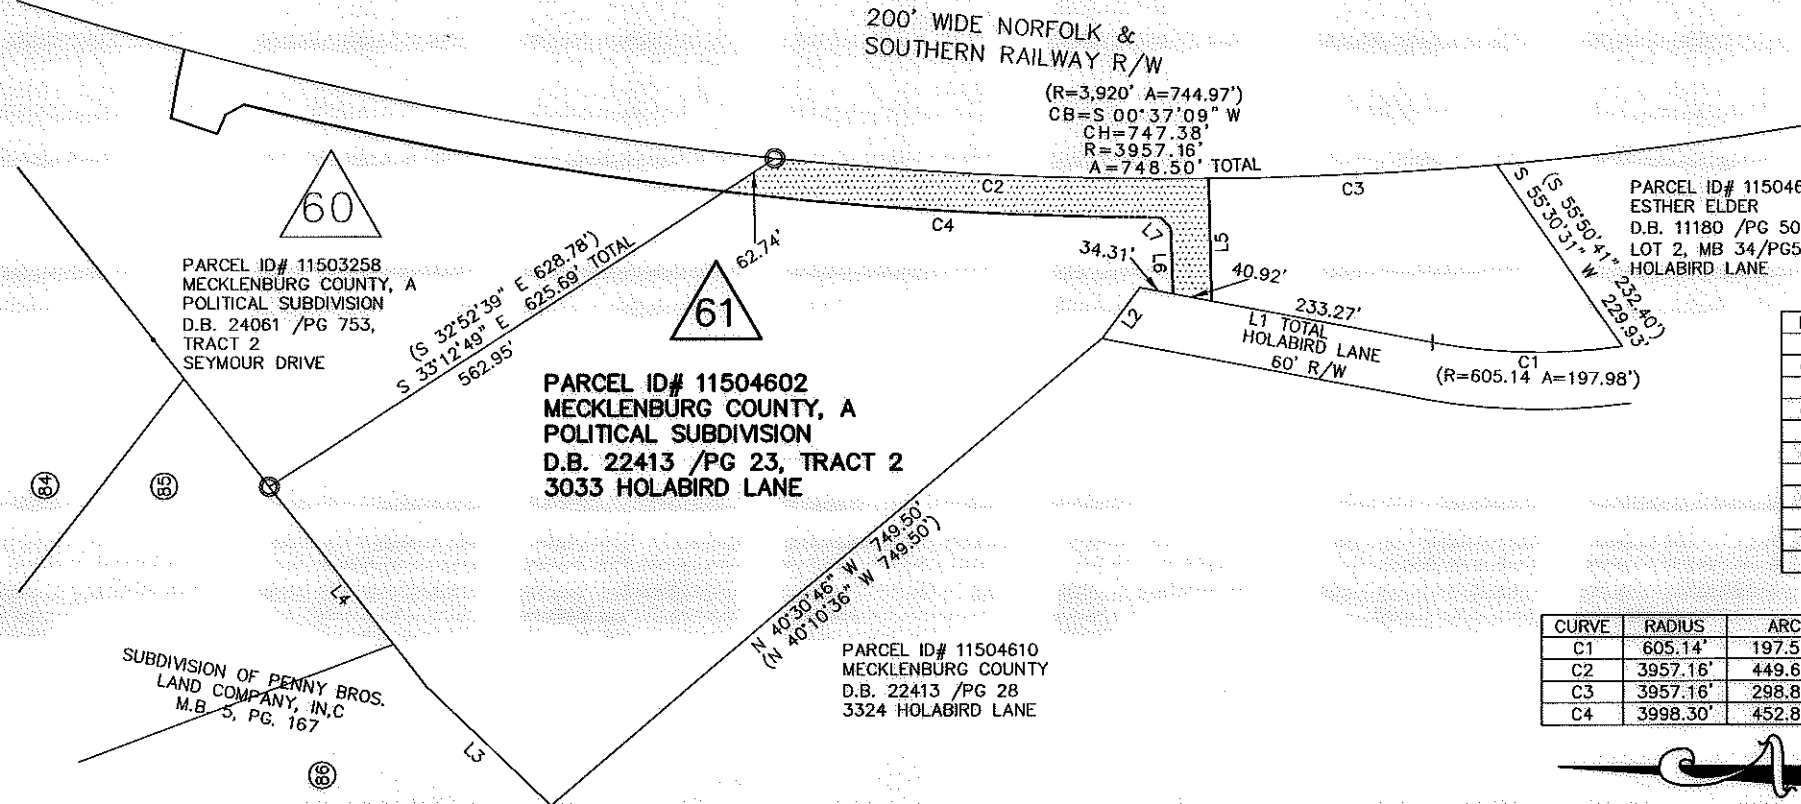 200' WIDE NORFOLK &
SOUTHERN RAILWAY R/W
(R=3,920' A=744.97')
CB=S 00°37'09" W
CH=747.38'
R=3957.16'
A=748.50' TOTAL
C2
C3
C4
L7
L6
L5
60
PARCEL ID# 11503258
MECKLENBURG COUNTY, A
POLITICAL SUBDIVISION
D.B. 24061 /PG 753,
TRACT 2
SEYMOUR DRIVE
(S 32°52'39" E 628.78')
S 33°12'49" E 625.69' TOTAL
562.95'
62.74'
61
PARCEL ID# 11504602
MECKLENBURG COUNTY, A
POLITICAL SUBDIVISION
D.B. 22413 /PG 23, TRACT 2
3033 HOLABIRD LANE
34.31'
40.92'
233.27'
L2
L1 TOTAL
HOLABIRD LANE
60' R/W
C1
(R=605.14 A=197.98')
(S 55°50'41" 232.40')
S 55°30'31" W 229.93'
PARCEL ID# 115046
ESTHER ELDER
D.B. 11180 /PG 50
LOT 2, MB 34/PG5
HOLABIRD LANE
84
85
L4
N 40°30'46" W 749.50'
(N 40°10'36" W 749.50')
PARCEL ID# 11504610
MECKLENBURG COUNTY
D.B. 22413 /PG 28
3324 HOLABIRD LANE
SUBDIVISION OF PENNY BROS.
LAND COMPANY, IN,C
M.B. 5, PG. 167
L3
86
CURVE RADIUS ARC
C1 605.14' 197.5
C2 3957.16' 449.6
C3 3957.16' 298.8
C4 3998.30' 452.8